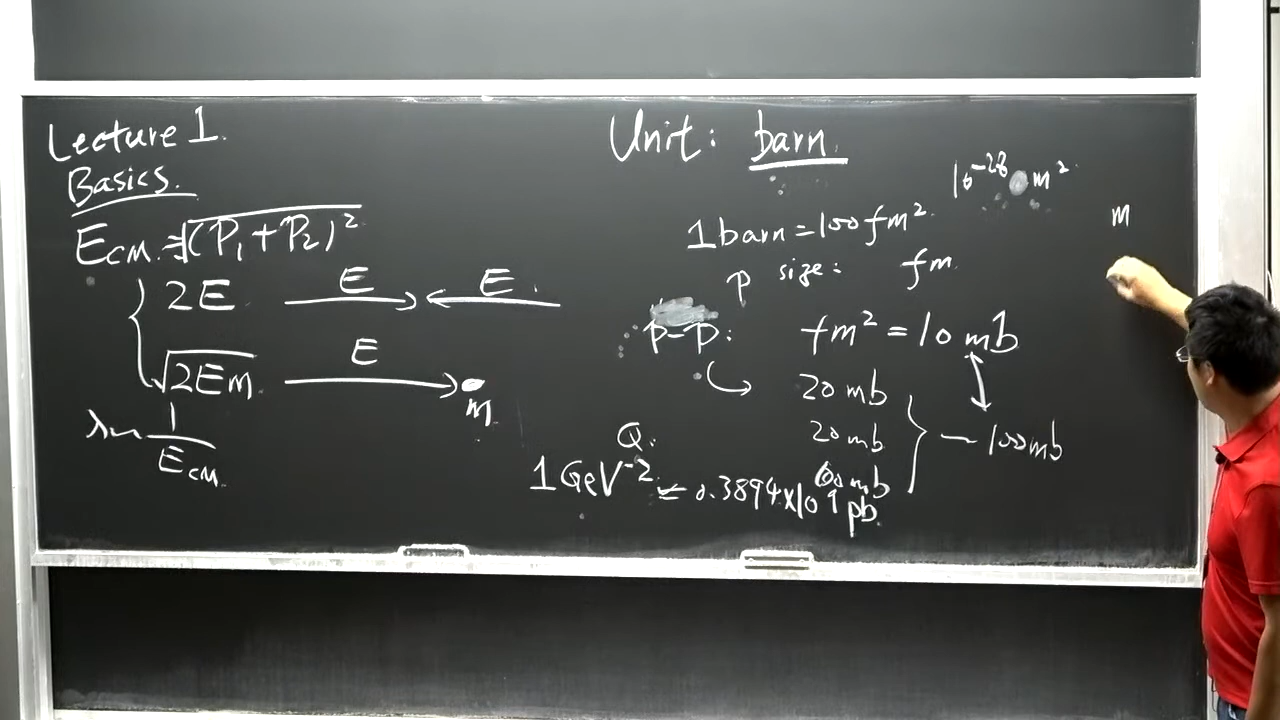 Lecture 1.
Basics.
E_CM. = √(P₁+P₂)²
2E E E.
√2Em. E m.
λ~ 1/E_CM.
Unit: barn.
10⁻²⁸ m²
m
1 barn = 100 fm².
p size: fm.
p-p: fm² = 10 mb
20 mb
20 mb
60 mb
— 100 mb
Q:
1 GeV⁻² = 0.3894×10⁹ pb.